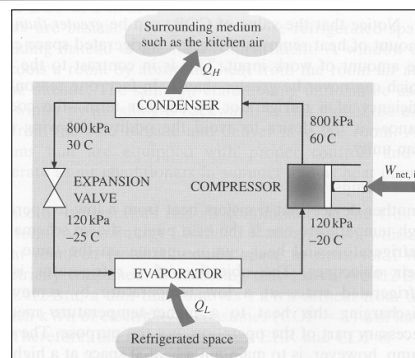 Surrounding medium
such as the kitchen air
Q_H
CONDENSER
800 kPa
30 C
800 kPa
60 C
EXPANSION
VALVE
COMPRESSOR
W_net, i
120 kPa
–25 C
120 kPa
–20 C
EVAPORATOR
Q_L
Refrigerated space